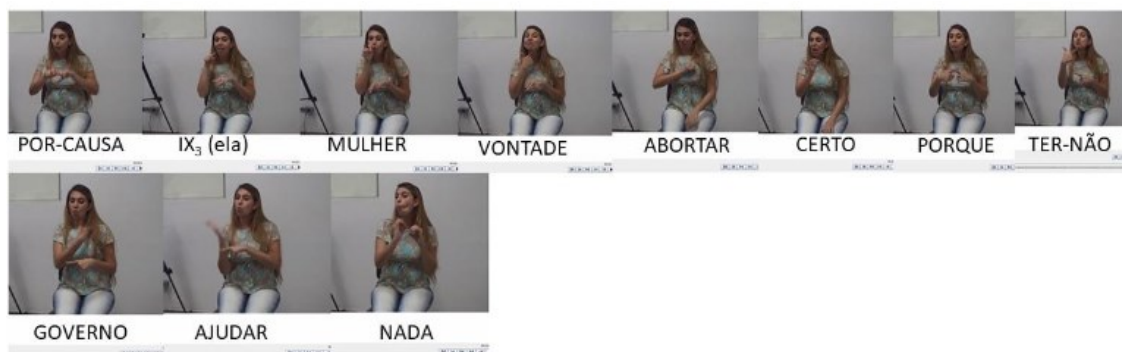 POR-CAUSA IX₃ (ela) MULHER VONTADE ABORTAR CERTO PORQUE TER-NÃO
GOVERNO AJUDAR NADA